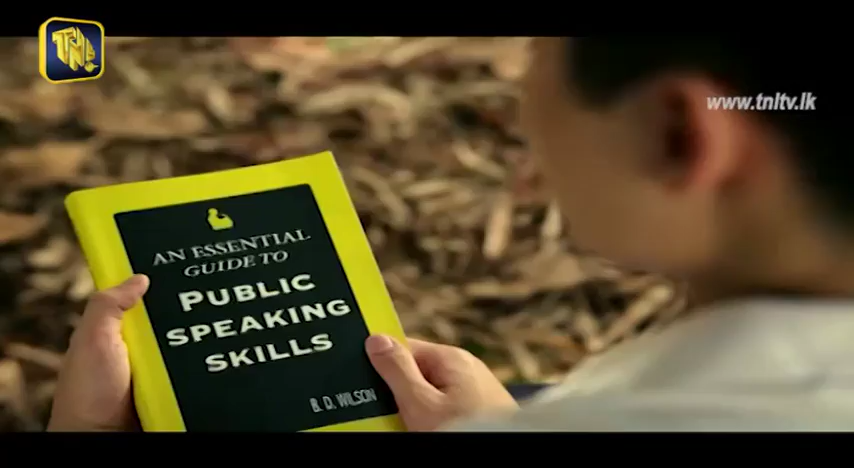 TNL
www.tnltv.lk
AN ESSENTIAL
GUIDE TO
PUBLIC
SPEAKING
SKILLS
B. D. WILSON